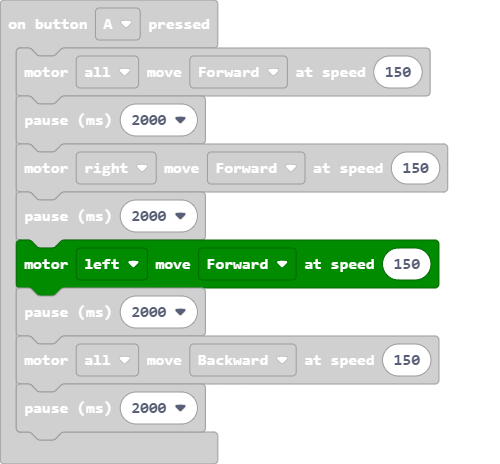 on button A pressed
motor all move Forward at speed 150
pause (ms) 2000
motor right move Forward at speed 150
pause (ms) 2000
motor left move Forward at speed 150
pause (ms) 2000
motor all move Backward at speed 150
pause (ms) 2000